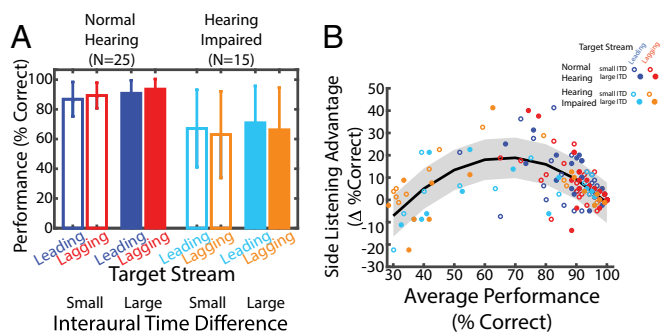 A
Normal Hearing (N=25)
Hearing Impaired (N=15)
Performance (% Correct)
100
80
60
40
20
0
Leading
Lagging
Leading
Lagging
Leading
Lagging
Leading
Lagging
Target Stream
Small
Large
Small
Large
Interaural Time Difference
B
Target Stream
Leading
Lagging
Normal Hearing
small ITD
large ITD
Hearing Impaired
small ITD
large ITD
Side Listening Advantage
(Δ %Correct)
50
40
30
20
10
0
-10
-20
-30
30
40
50
60
70
80
90
100
Average Performance
(% Correct)